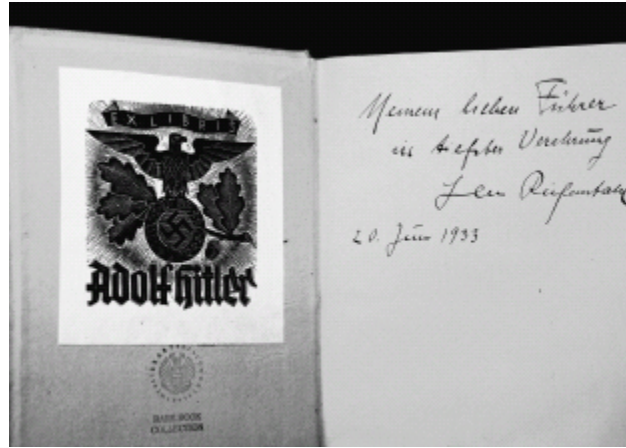 EX LIBRIS
Adolf Hitler
RARE BOOK
COLLECTION
Meinem lieben Führer
in tiefster Verehrung
Leni Riefenstahl
20. Juni 1933